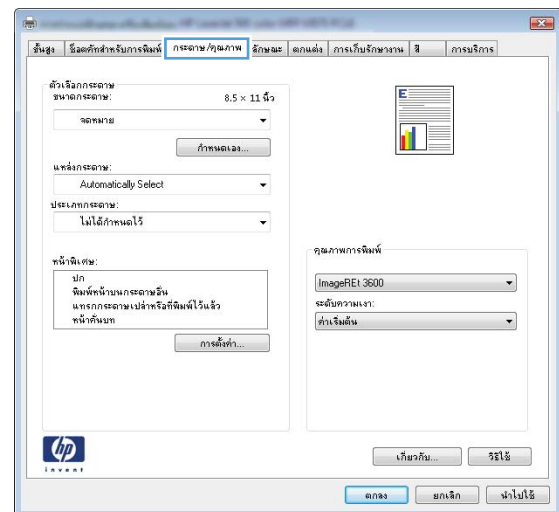 ขั้นสูง ช็อตคัทสำหรับการพิมพ์ กระดาษ/คุณภาพ ลักษณะ ตกแต่ง การเก็บรักษางาน สี การบริการ
ตัวเลือกกระดาษ
ขนาดกระดาษ: 8.5 × 11 นิ้ว
จดหมาย
กำหนดเอง...
แหล่งกระดาษ:
Automatically Select
ประเภทกระดาษ:
ไม่ได้กำหนดไว้
หน้าพิเศษ:
ปก
พิมพ์หน้าบนกระดาษอื่น
แทรกกระดาษเปล่าหรือที่พิมพ์ไว้แล้ว
หน้าคั่นบท
การตั้งค่า...
E
คุณภาพการพิมพ์
ImageREt 3600
ระดับความเงา:
ค่าเริ่มต้น
hp
invent
เกี่ยวกับ... วิธีใช้
ตกลง ยกเลิก นำไปใช้